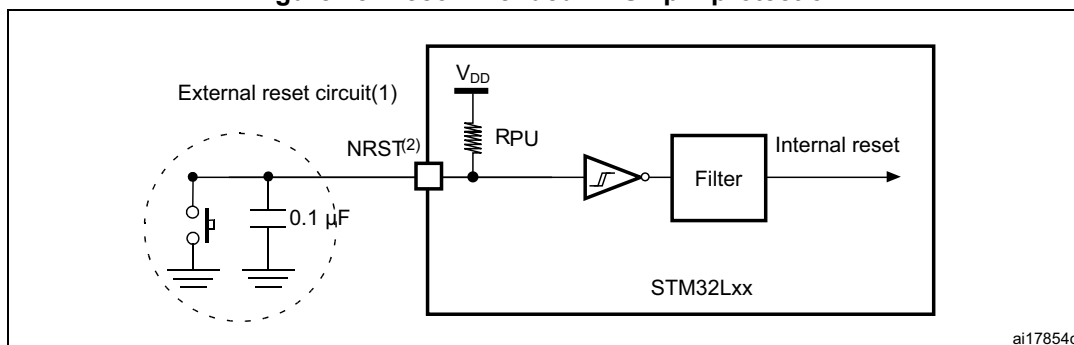 VDD
External reset circuit(1)
NRST(2)
RPU
Internal reset
Filter
0.1 μF
STM32Lxx
ai17854c